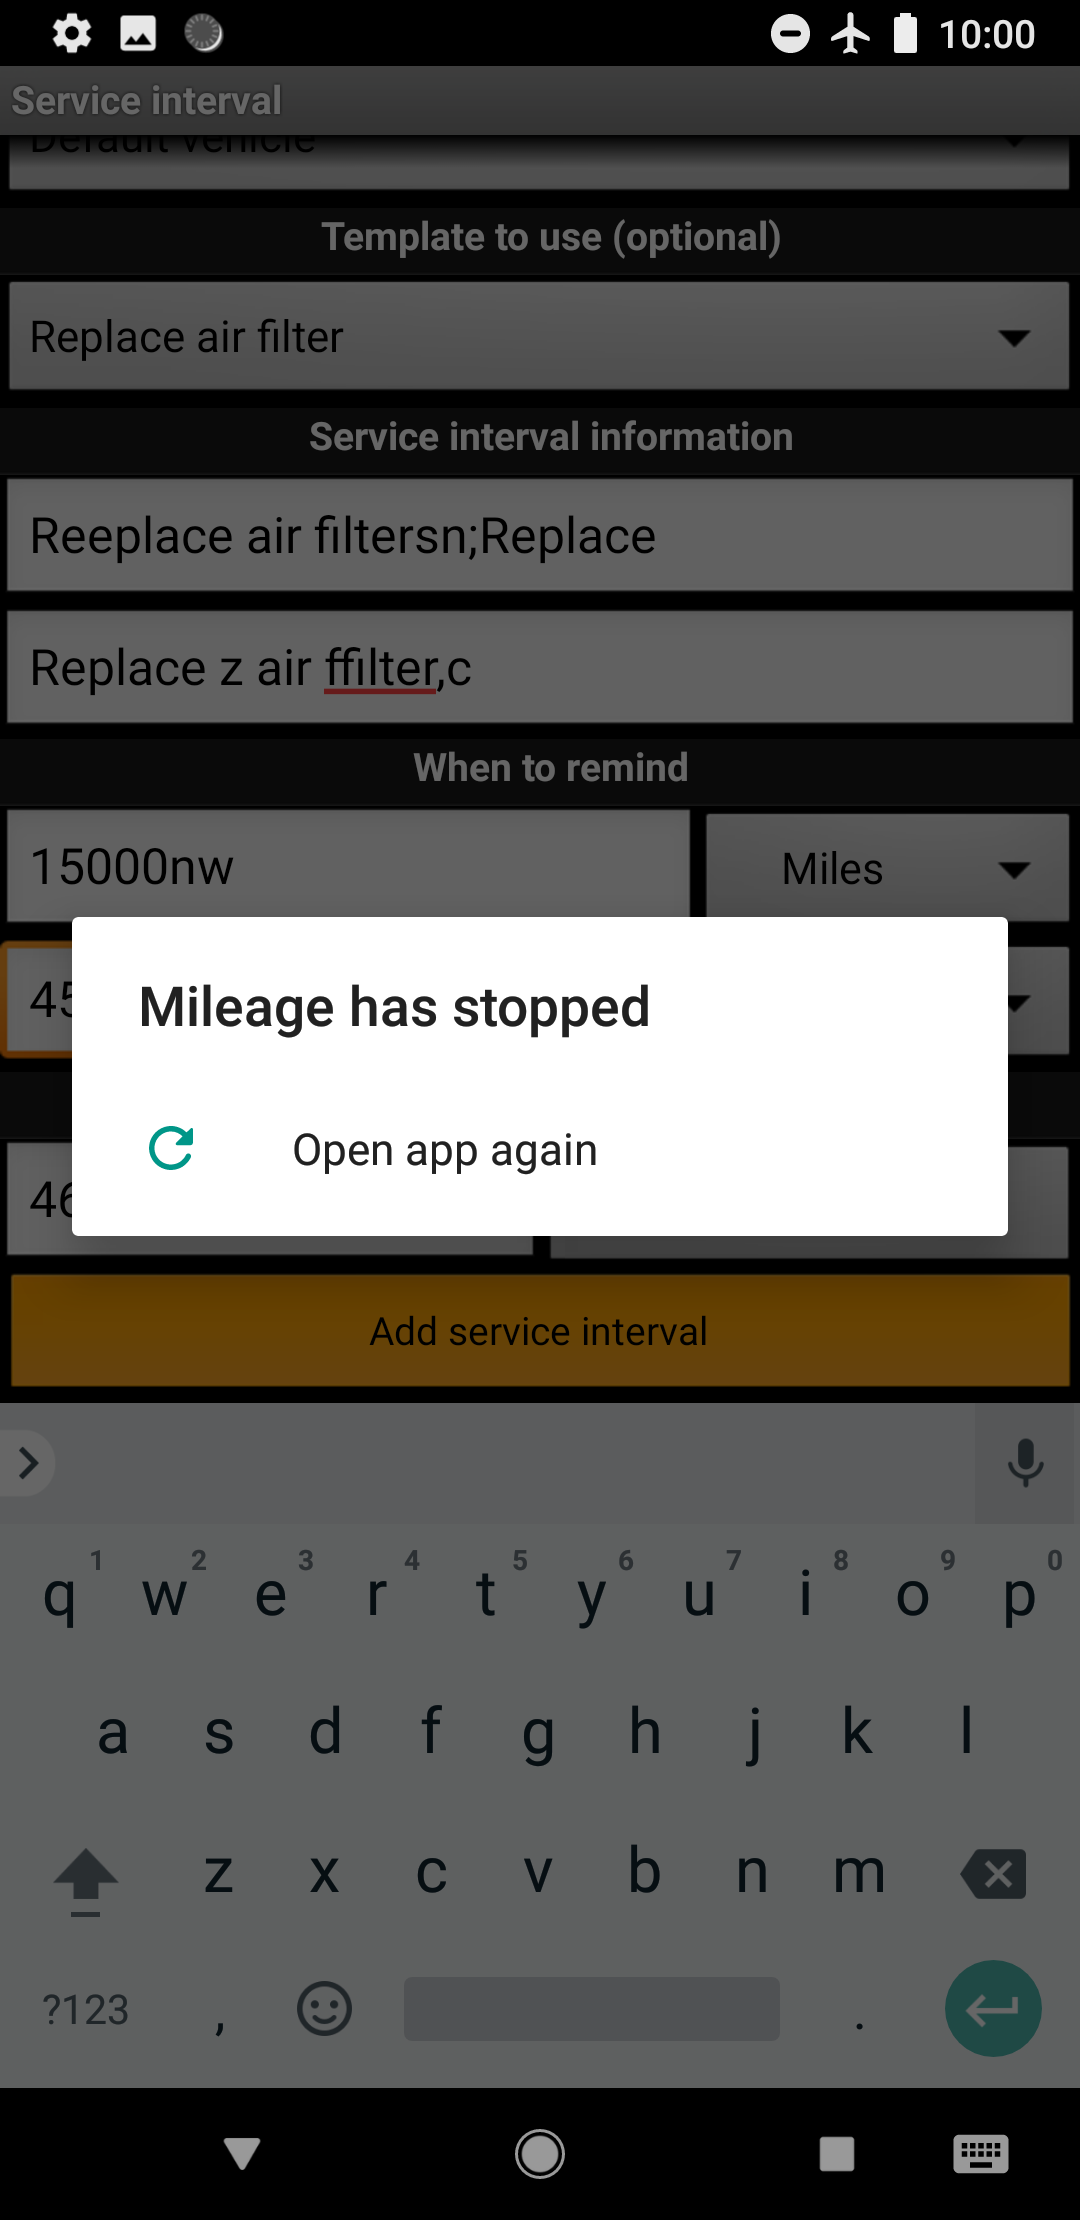 10:00
Service interval
Default vehicle
Template to use (optional)
Replace air filter
Service interval information
Reeplace air filtersn;Replace
Replace z air ffilter,c
When to remind
15000nw
Miles
45
Mileage has stopped
Open app again
46
Add service interval
1 2 3 4 5 6 7 8 9 0
q w e r t y u i o p
a s d f g h j k l
z x c v b n m
?123 , .